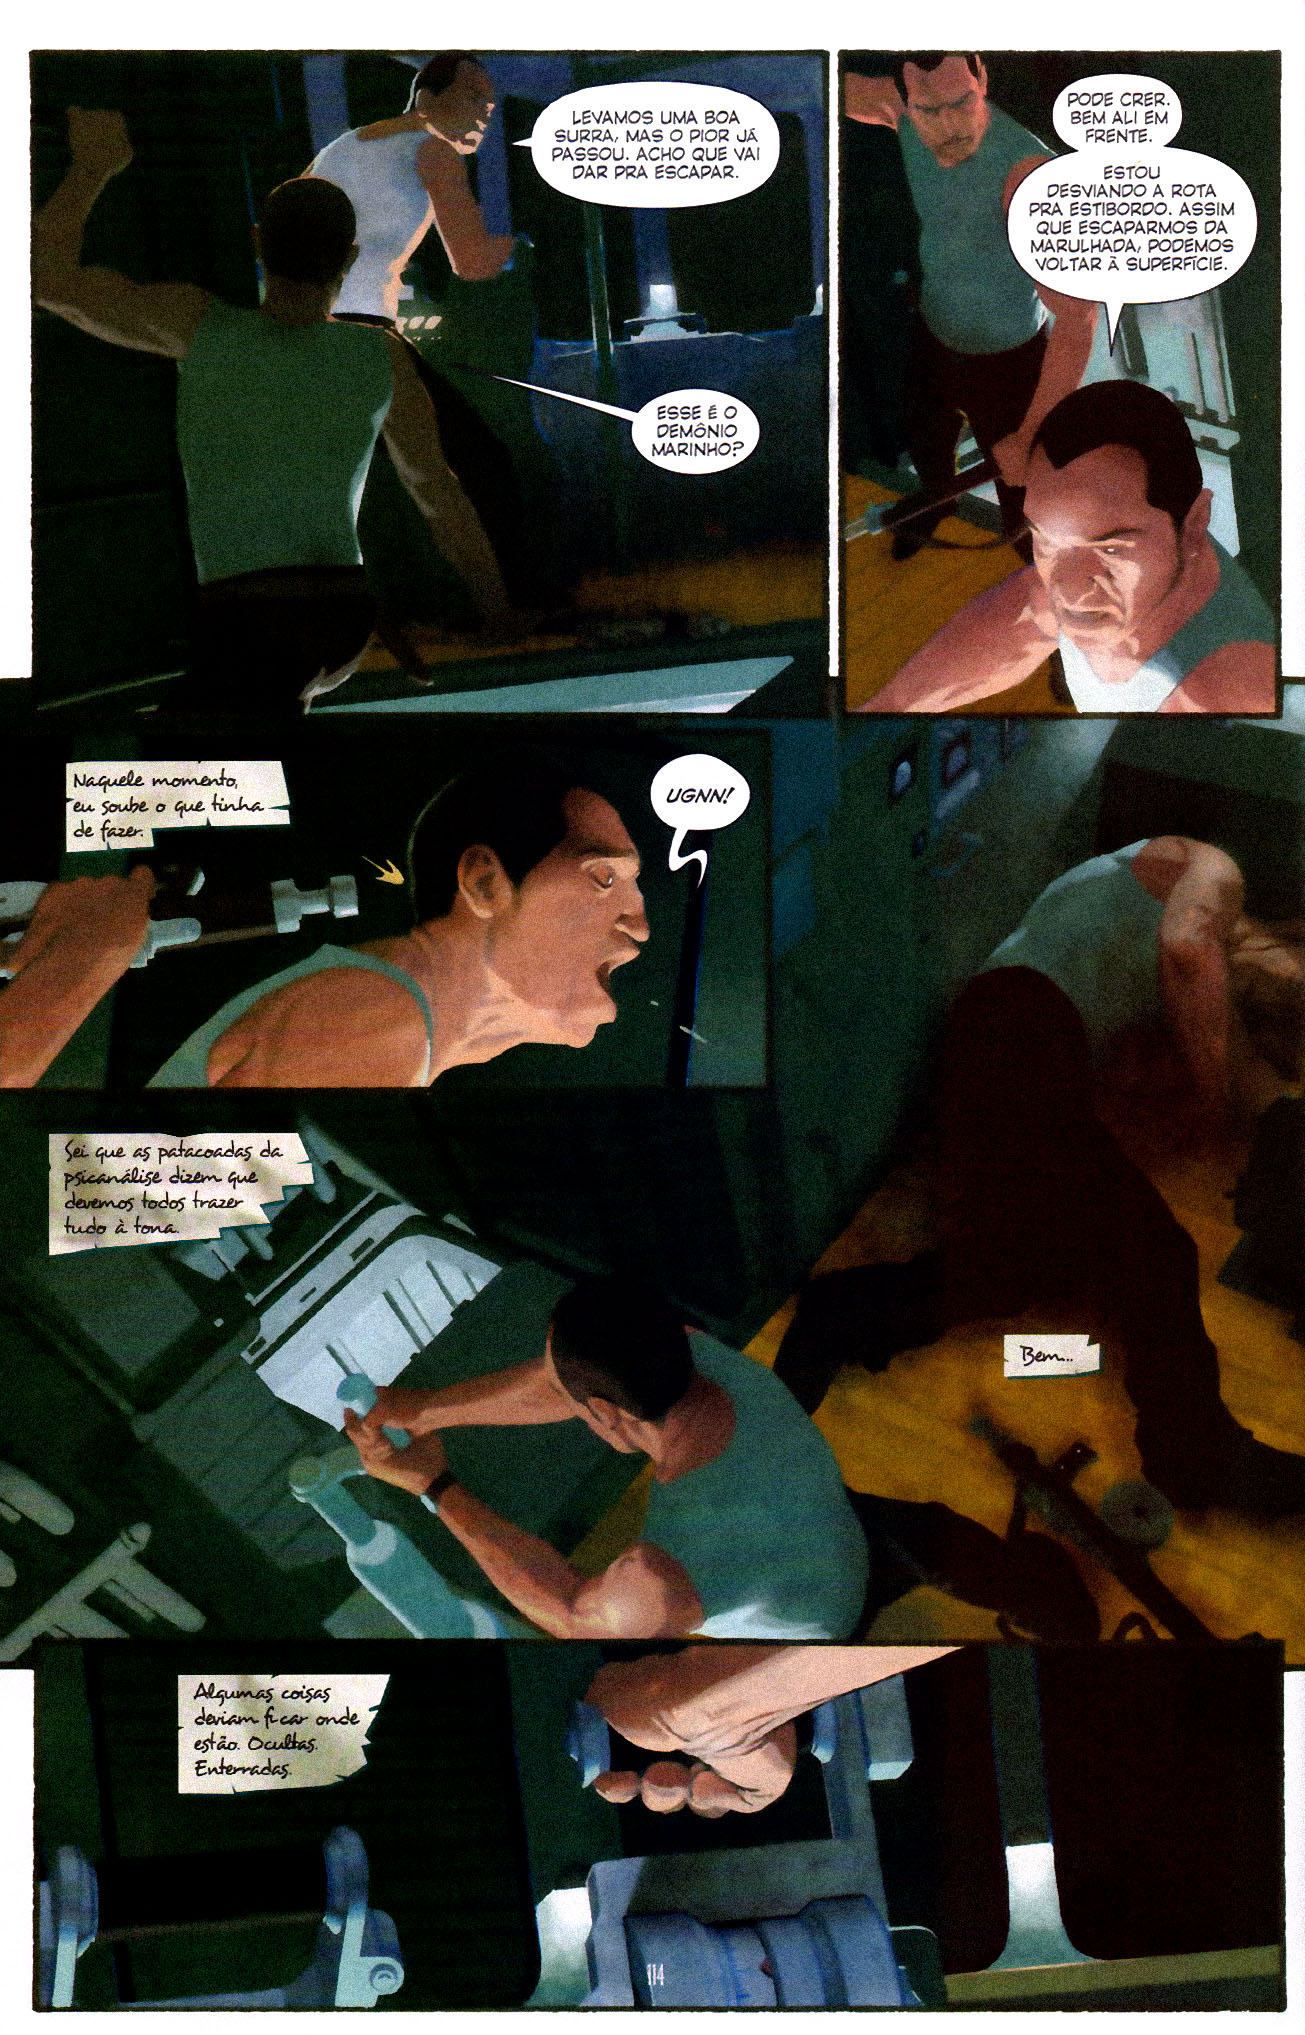 LEVAMOS UMA BOA
SURRA, MAS O PIOR JÁ
PASSOU. ACHO QUE VAI
DAR PRA ESCAPAR.
ESSE É O
DEMÔNIO
MARINHO?
PODE CRER.
BEM ALI EM
FRENTE.
ESTOU
DESVIANDO A ROTA
PRA ESTIBORDO. ASSIM
QUE ESCAPARMOS DA
MARULHADA, PODEMOS
VOLTAR À SUPERFÍCIE.
Naquele momento,
eu soube o que tinha
de fazer.
UGNN!
Sei que as patacoadas da
psicanálise dizem que
devemos todos trazer
tudo à tona.
Bem...
Algumas coisas
deviam ficar onde
estão. Ocultas.
Enterradas.
114